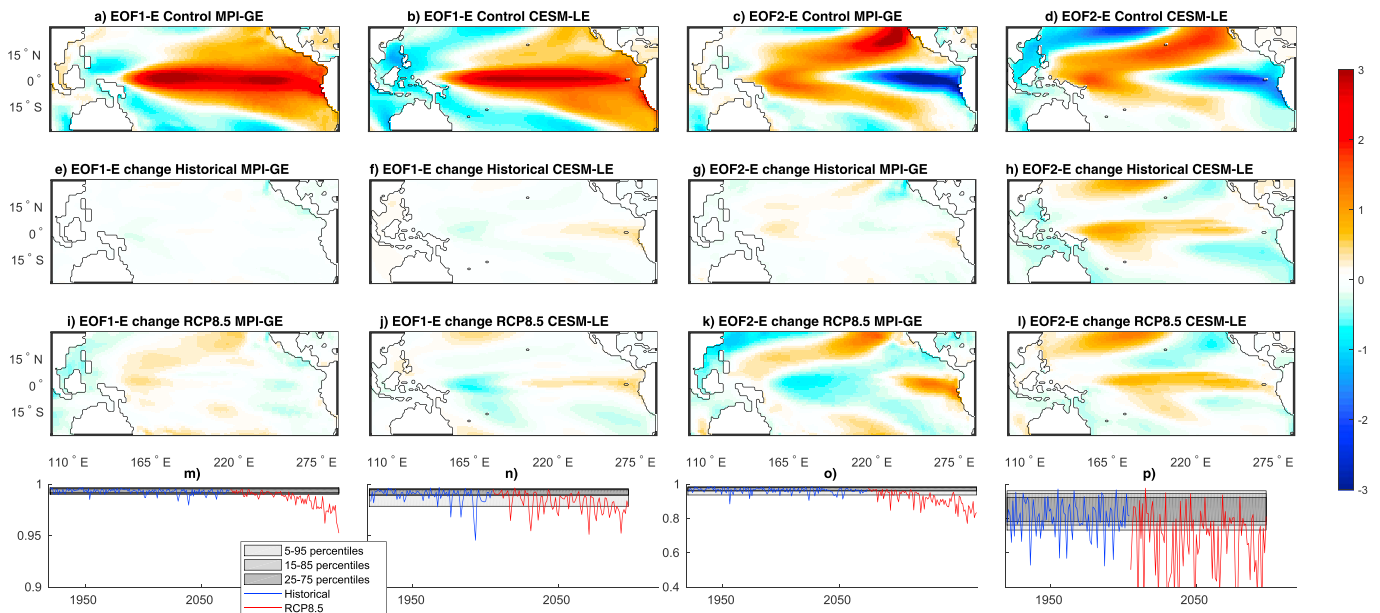 a) EOF1-E Control MPI-GE
b) EOF1-E Control CESM-LE
c) EOF2-E Control MPI-GE
d) EOF2-E Control CESM-LE
15° N
0°
15° S
e) EOF1-E change Historical MPI-GE
f) EOF1-E change Historical CESM-LE
g) EOF2-E change Historical MPI-GE
h) EOF2-E change Historical CESM-LE
15° N
0°
15° S
i) EOF1-E change RCP8.5 MPI-GE
j) EOF1-E change RCP8.5 CESM-LE
k) EOF2-E change RCP8.5 MPI-GE
l) EOF2-E change RCP8.5 CESM-LE
15° N
0°
15° S
110° E 165° E 220° E 275° E
110° E 165° E 220° E 275° E
110° E 165° E 220° E 275° E
110° E 165° E 220° E 275° E
3
2
1
0
-1
-2
-3
m)
n)
o)
p)
1
0.95
0.9
1
0.8
0.6
0.4
1950 2050
1950 2050
1950 2050
1950 2050
5-95 percentiles
15-85 percentiles
25-75 percentiles
Historical
RCP8.5